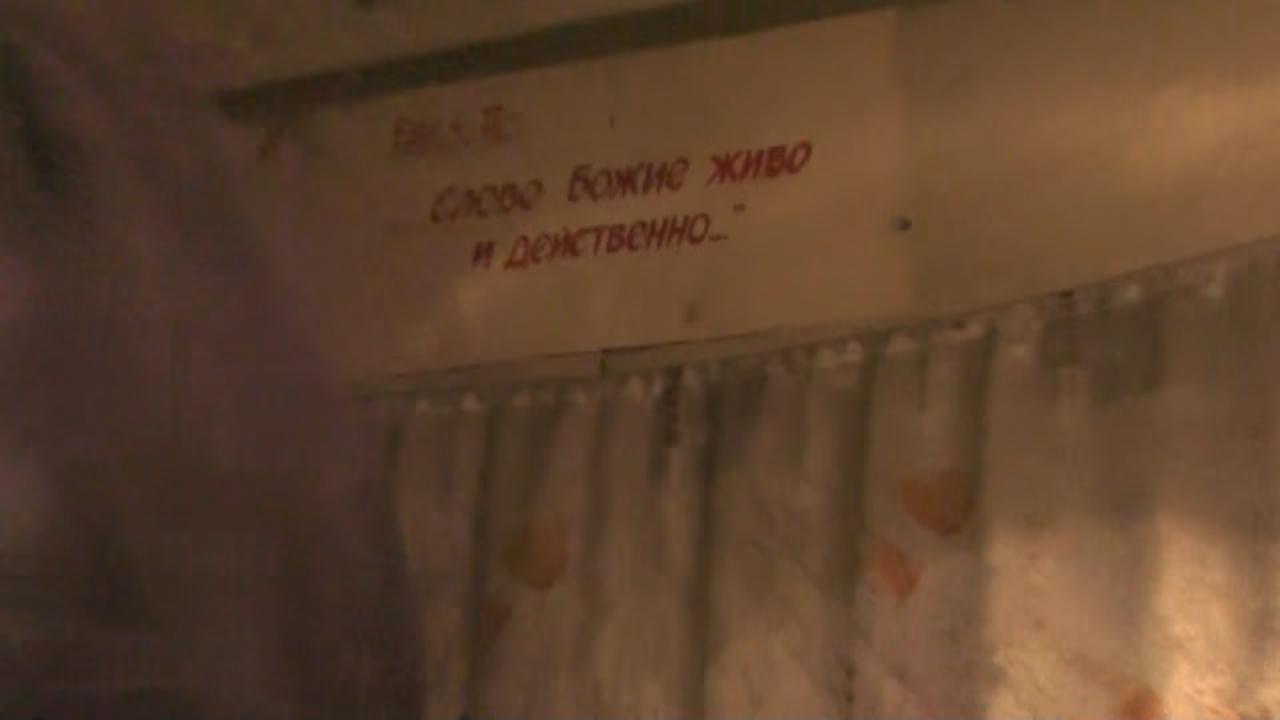 слово Божие живо
и действенно..."